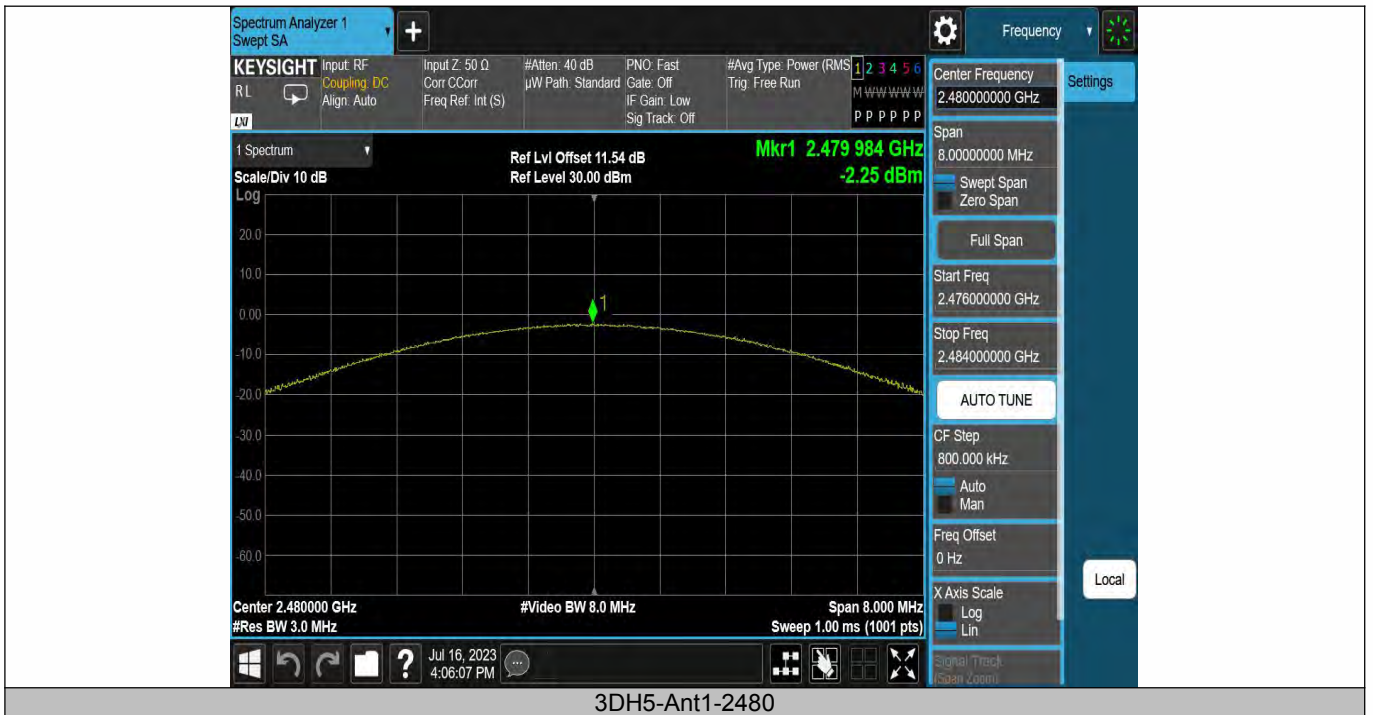 Spectrum Analyzer 1
Swept SA
+
Frequency
KEYSIGHT
RL
LXI
Input: RF
Coupling: DC
Align: Auto
Input Z: 50 Ω
Corr CCorr
Freq Ref: Int (S)
#Atten: 40 dB
µW Path: Standard
PNO: Fast
Gate: Off
IF Gain: Low
Sig Track: Off
#Avg Type: Power (RMS
Trig: Free Run
1 2 3 4 5 6
M W W W W W
P P P P P P
1 Spectrum
Scale/Div 10 dB
Log
Ref Lvl Offset 11.54 dB
Ref Level 30.00 dBm
Mkr1 2.479 984 GHz
-2.25 dBm
20.0
10.0
0.00
-10.0
-20.0
-30.0
-40.0
-50.0
-60.0
1
Center 2.480000 GHz
#Res BW 3.0 MHz
#Video BW 8.0 MHz
Span 8.000 MHz
Sweep 1.00 ms (1001 pts)
Center Frequency
2.480000000 GHz
Settings
Span
8.00000000 MHz
Swept Span
Zero Span
Full Span
Start Freq
2.476000000 GHz
Stop Freq
2.484000000 GHz
AUTO TUNE
CF Step
800.000 kHz
Auto
Man
Freq Offset
0 Hz
X Axis Scale
Log
Lin
Signal Track
(Span Zoom)
Local
?
Jul 16, 2023
4:06:07 PM
3DH5-Ant1-2480